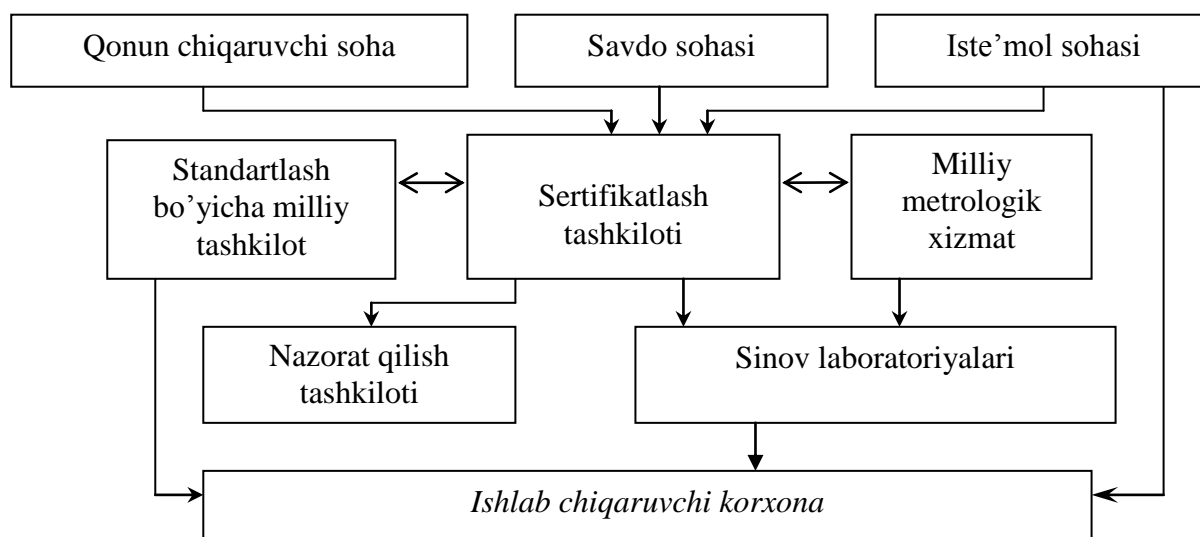 Qonun chiqaruvchi soha
Savdo sohasi
Iste’mol sohasi
Standartlash
bo’yicha milliy
tashkilot
Sertifikatlash
tashkiloti
Milliy
metrologik
xizmat
Nazorat qilish
tashkiloti
Sinov laboratoriyalari
Ishlab chiqaruvchi korxona